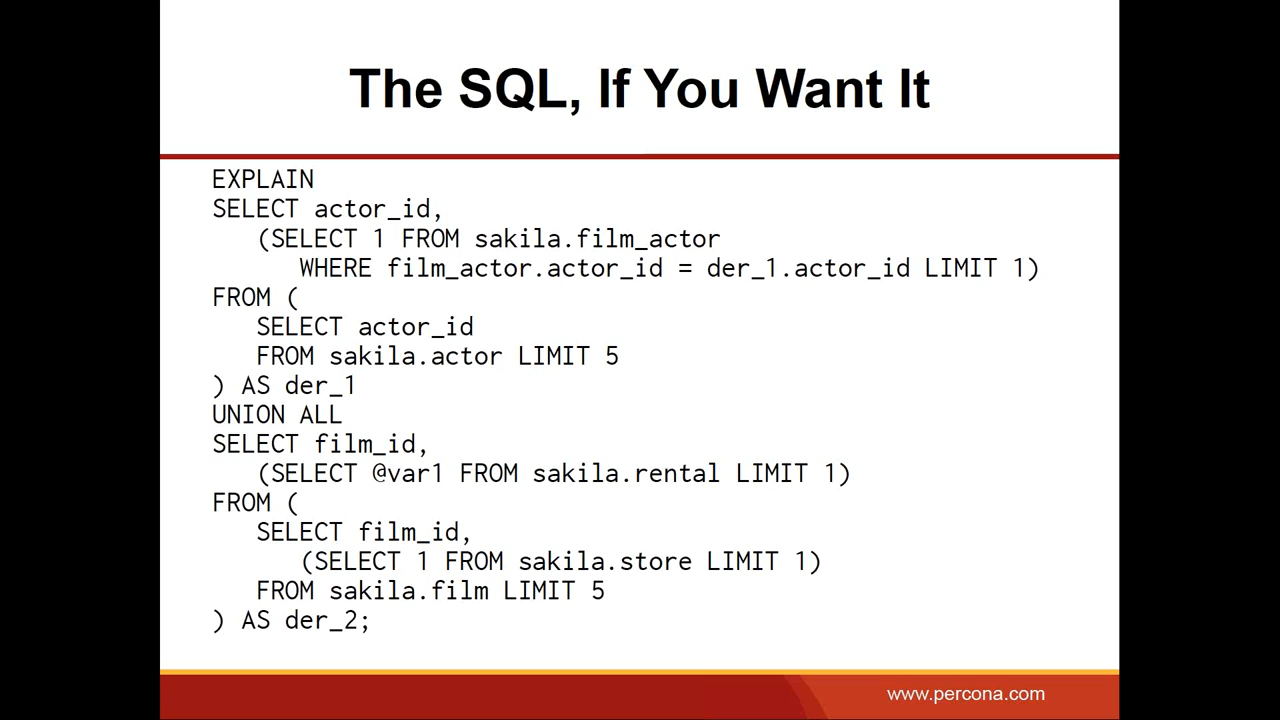 The SQL, If You Want It
EXPLAIN
SELECT actor_id,
(SELECT 1 FROM sakila.film_actor
WHERE film_actor.actor_id = der_1.actor_id LIMIT 1)
FROM (
SELECT actor_id
FROM sakila.actor LIMIT 5
) AS der_1
UNION ALL
SELECT film_id,
(SELECT @var1 FROM sakila.rental LIMIT 1)
FROM (
SELECT film_id,
(SELECT 1 FROM sakila.store LIMIT 1)
FROM sakila.film LIMIT 5
) AS der_2;
www.percona.com